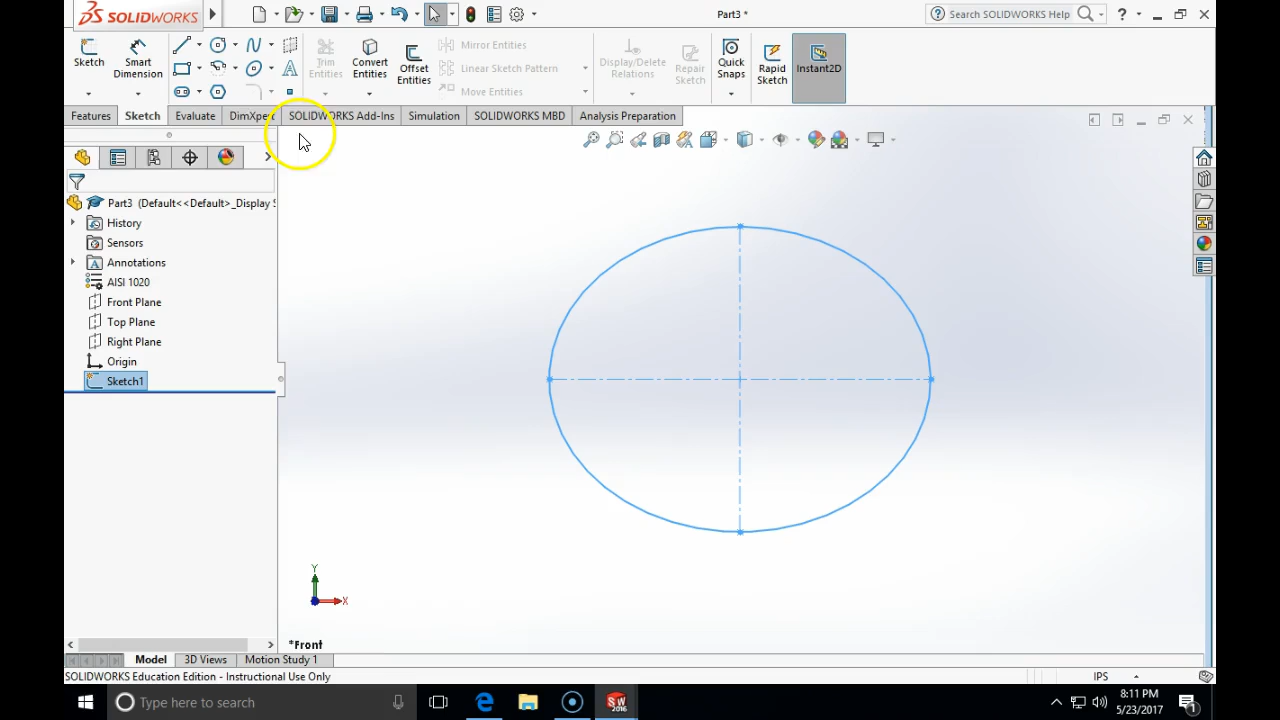 SOLIDWORKS
Part3 *
Search SOLIDWORKS Help
?
Sketch
Smart Dimension
Trim Entities
Convert Entities
Offset Entities
Mirror Entities
Linear Sketch Pattern
Move Entities
Display/Delete Relations
Repair Sketch
Quick Snaps
Rapid Sketch
Instant2D
Features
Sketch
Evaluate
DimXpe
SOLIDWORKS Add-Ins
Simulation
SOLIDWORKS MBD
Analysis Preparation
Part3 (Default<<Default>_Display S
History
Sensors
Annotations
AISI 1020
Front Plane
Top Plane
Right Plane
Origin
Sketch1
Y
X
*Front
Model
3D Views
Motion Study 1
SOLIDWORKS Education Edition - Instructional Use Only
IPS
Type here to search
SW
2016
8:11 PM
5/23/2017
1